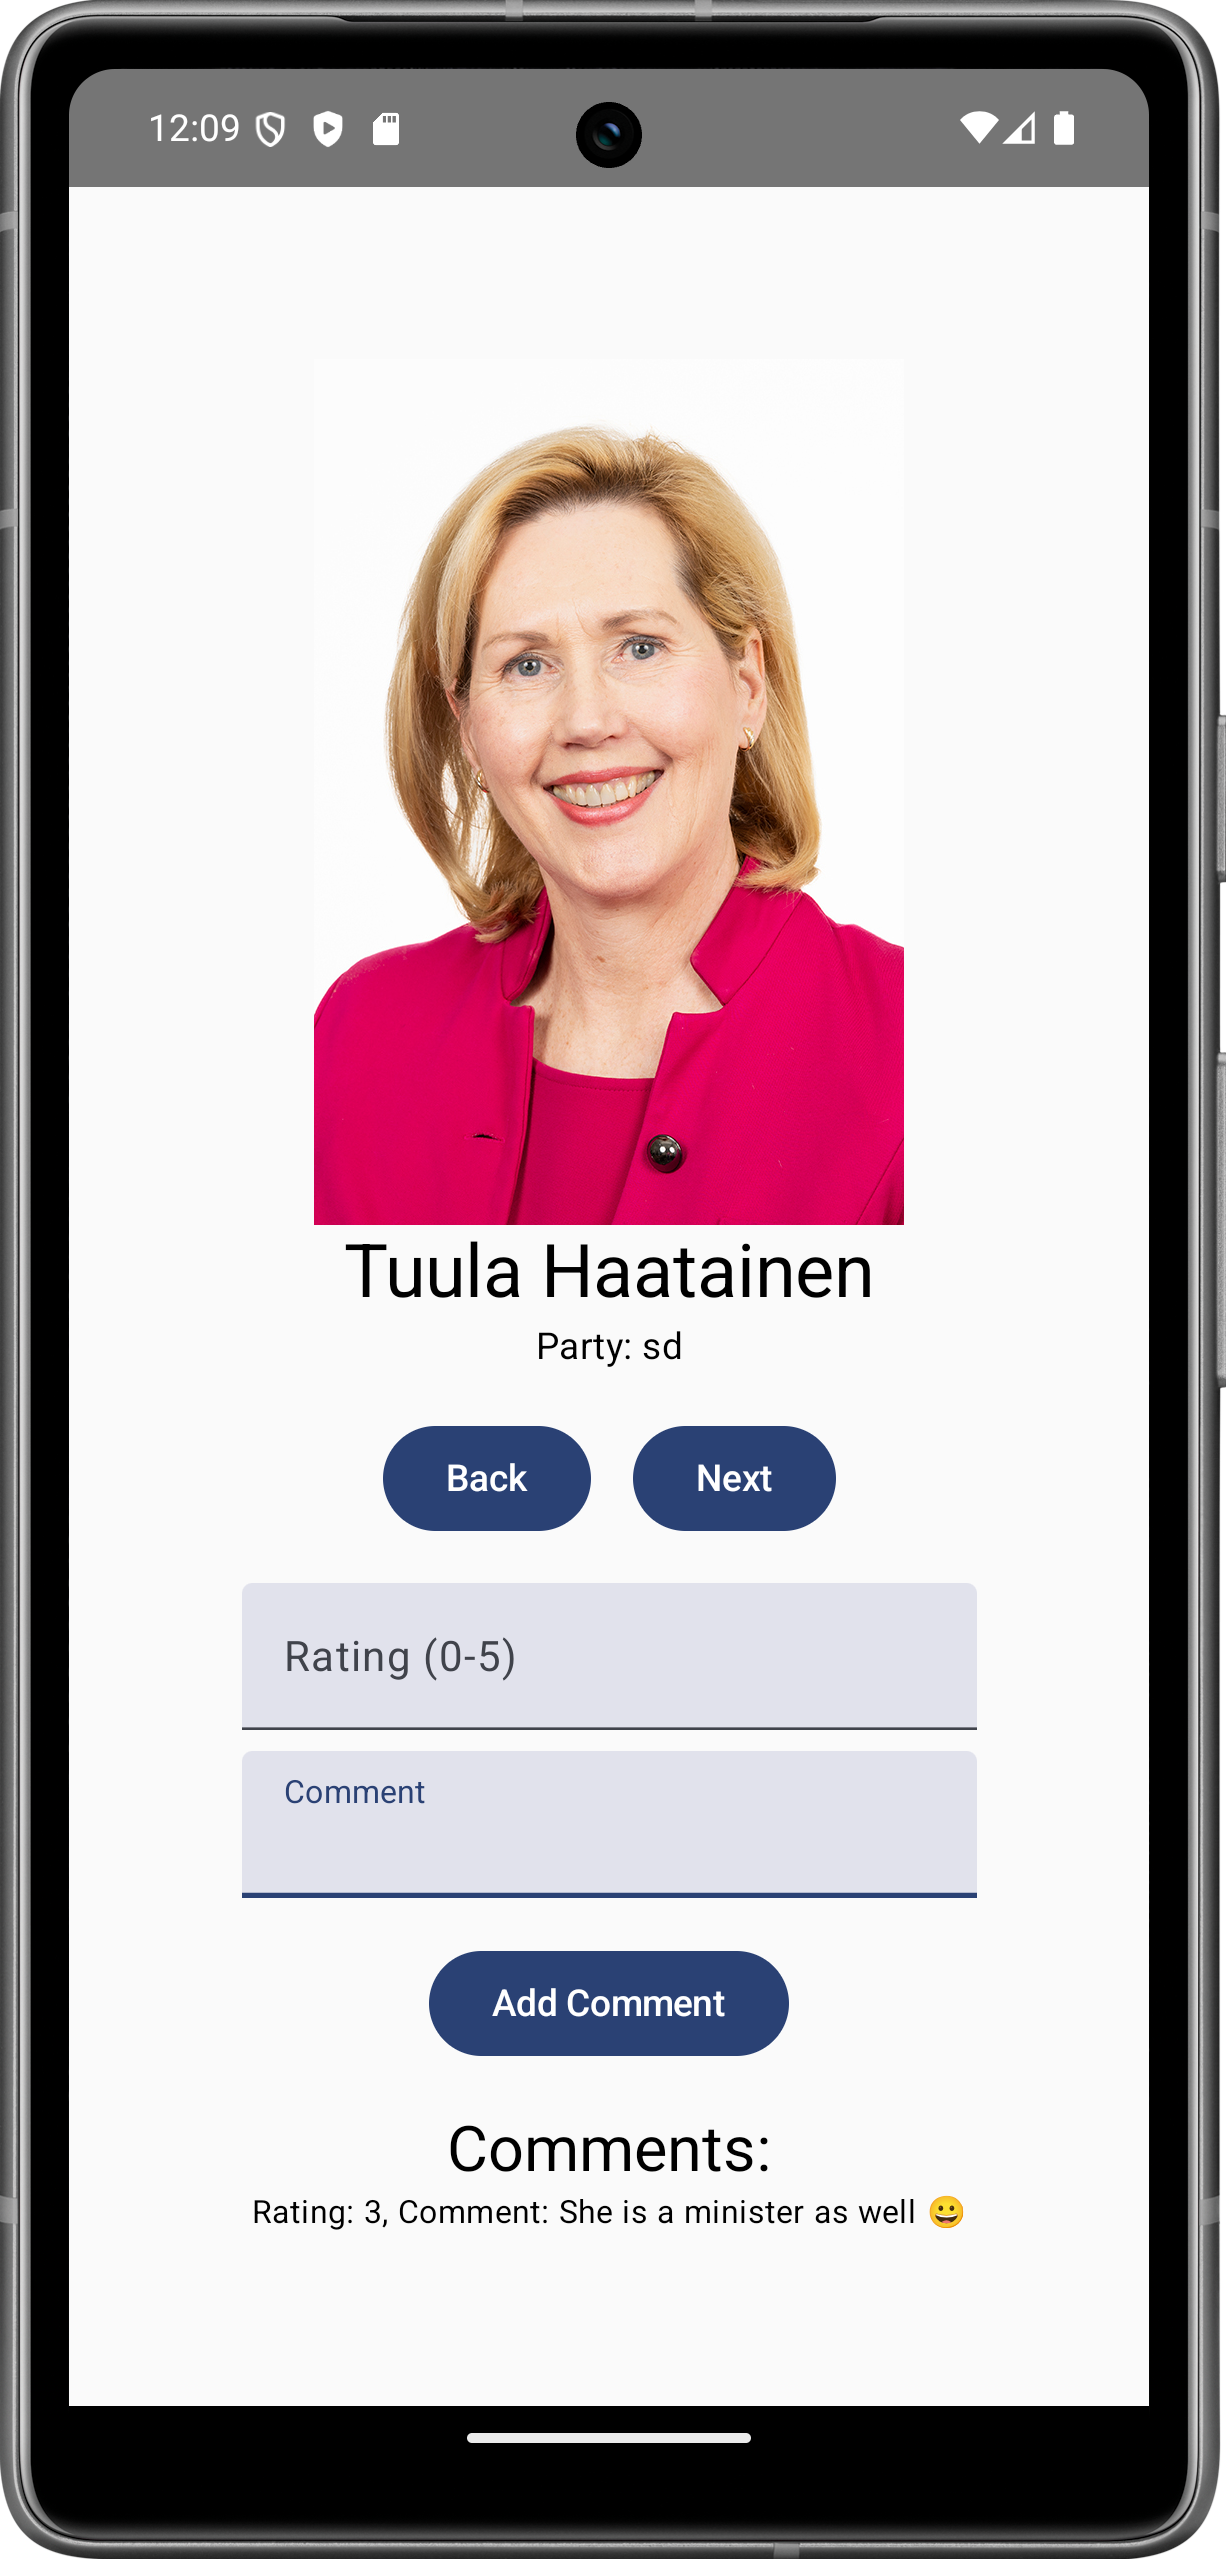 12:09
Tuula Haatainen
Party: sd
Back Next
Rating (0-5)
Comment
Add Comment
Comments:
Rating: 3, Comment: She is a minister as well 😀